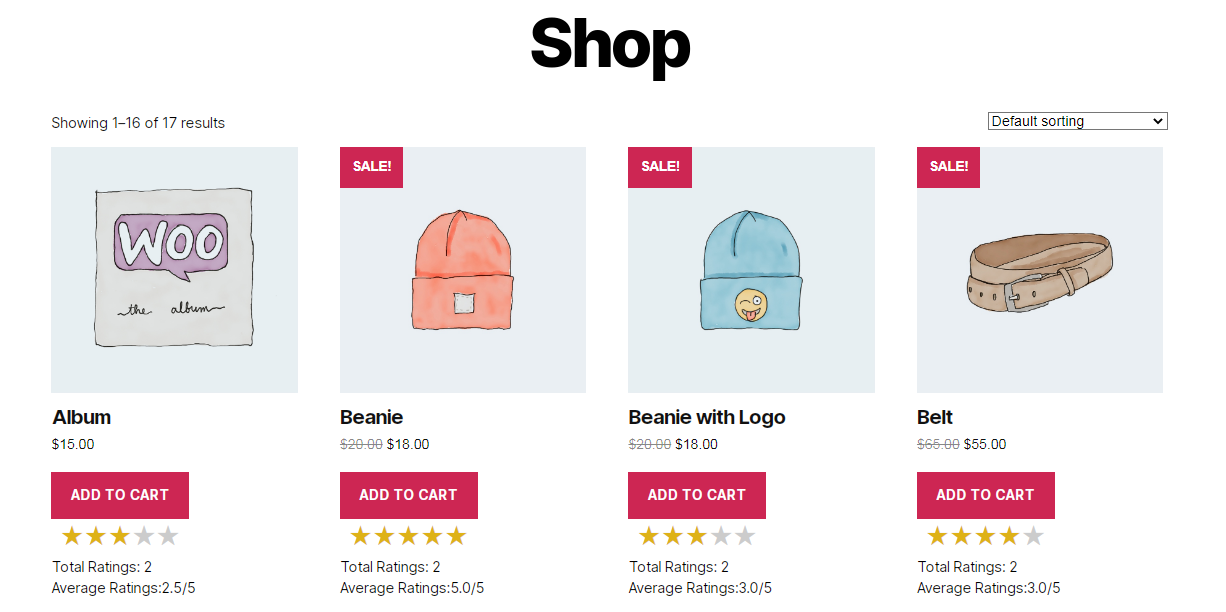 Shop
Showing 1–16 of 17 results
Default sorting
WOO
the album
Album
$15.00
ADD TO CART
Total Ratings: 2
Average Ratings:2.5/5
SALE!
Beanie
$20.00 $18.00
ADD TO CART
Total Ratings: 2
Average Ratings:5.0/5
SALE!
Beanie with Logo
$20.00 $18.00
ADD TO CART
Total Ratings: 2
Average Ratings:3.0/5
SALE!
Belt
$65.00 $55.00
ADD TO CART
Total Ratings: 2
Average Ratings:3.0/5